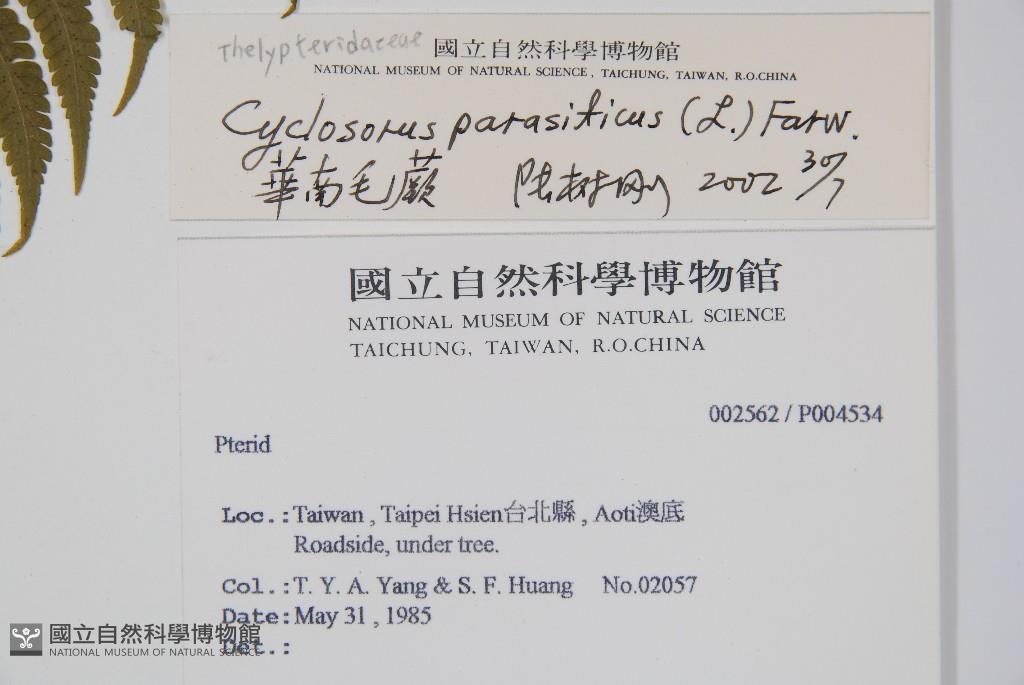 Thelypteridaceae 國立自然科學博物館
NATIONAL MUSEUM OF NATURAL SCIENCE, TAICHUNG, TAIWAN, R.O.CHINA
Cyclosorus parasiticus (L.) Farw.
華南毛蕨 陆树刚 2002 30/7
國立自然科學博物館
NATIONAL MUSEUM OF NATURAL SCIENCE
TAICHUNG, TAIWAN, R.O.CHINA
002562 / P004534
Pterid
Loc.:Taiwan , Taipei Hsien台北縣 , Aoti澳底
Roadside, under tree.
Col.:T. Y. A. Yang & S. F. Huang No.02057
Date:May 31 , 1985
Det.:
國立自然科學博物館
NATIONAL MUSEUM OF NATURAL SCIENCE